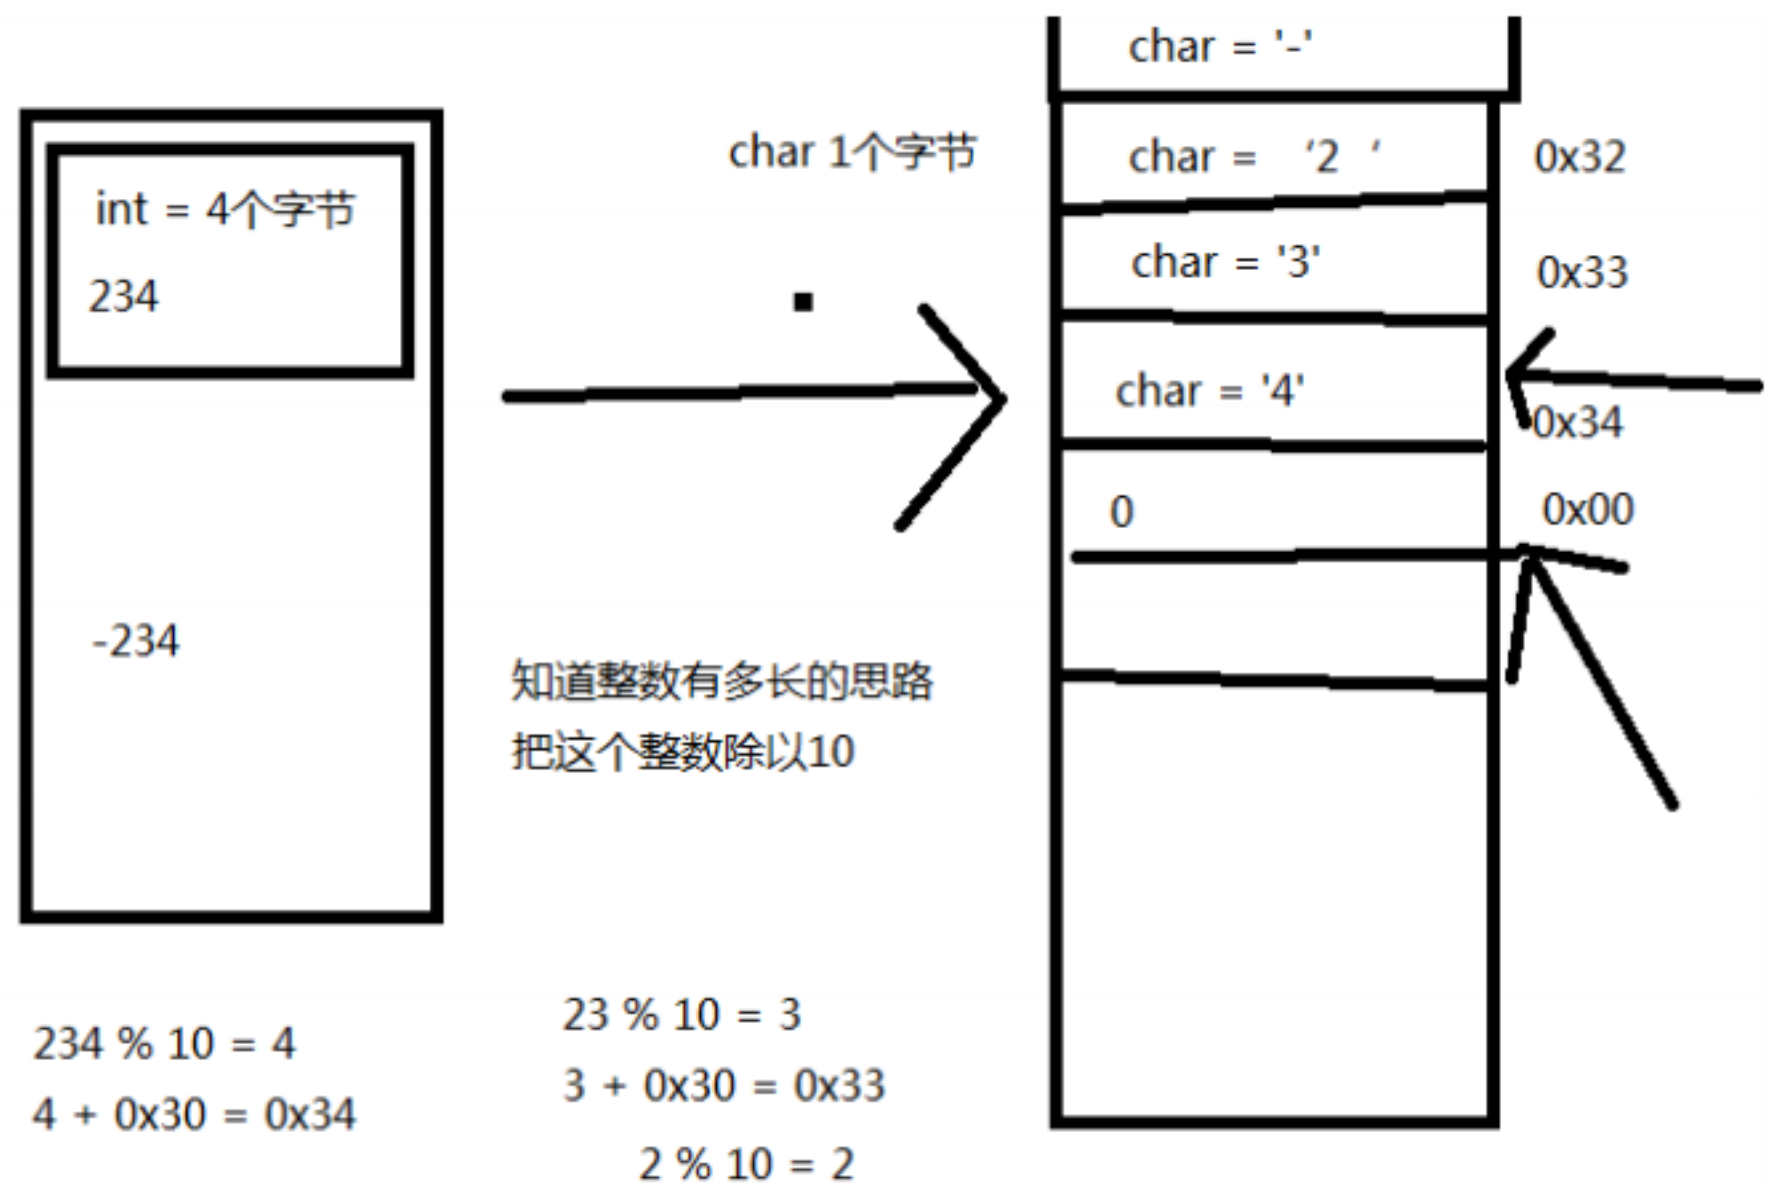 int = 4个字节
234
-234
char 1个字节
知道整数有多长的思路
把这个整数除以10
char = '-'
char = ‘2 ‘ 0x32
char = '3' 0x33
char = '4' 0x34
0 0x00
234 % 10 = 4
4 + 0x30 = 0x34
23 % 10 = 3
3 + 0x30 = 0x33
2 % 10 = 2